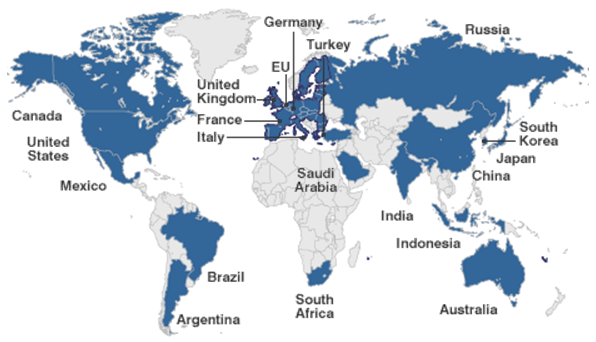 Germany
Russia
Turkey
EU
United
Kingdom
Canada
France
South
Korea
United
States
Italy
Japan
Mexico
Saudi
Arabia
China
India
Indonesia
Brazil
South
Africa
Australia
Argentina